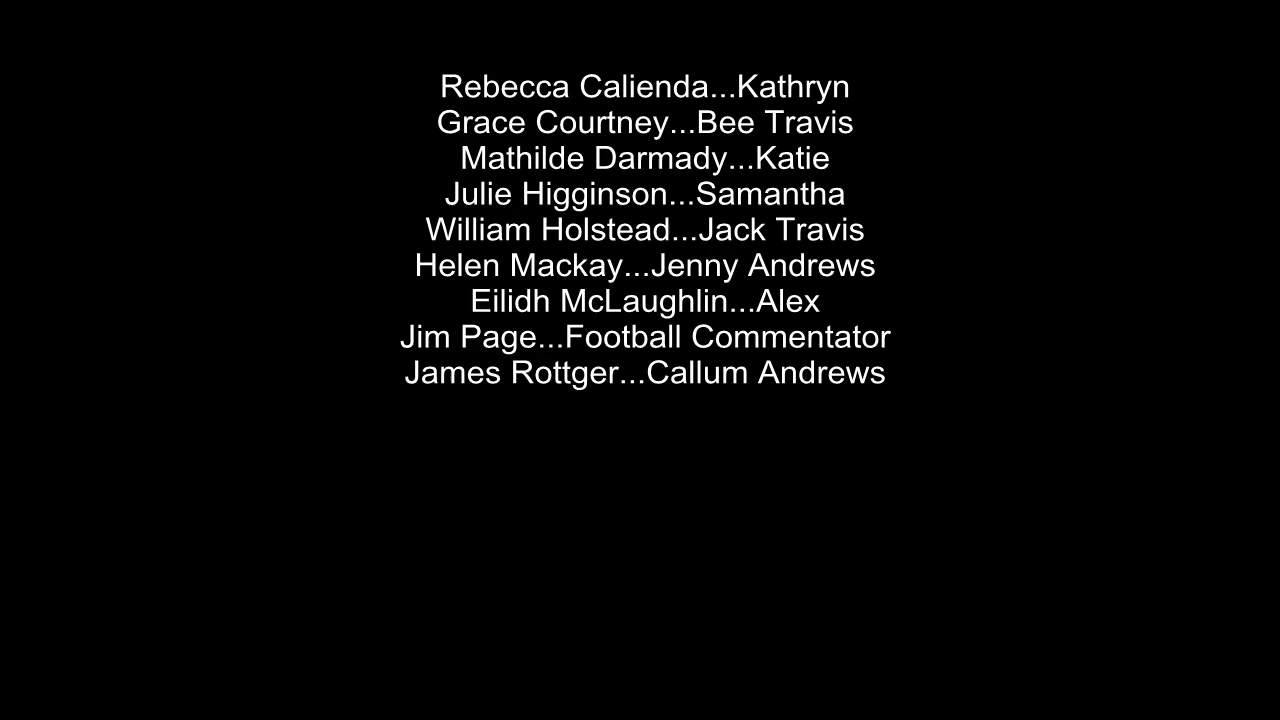 Rebecca Calienda...Kathryn
Grace Courtney...Bee Travis
Mathilde Darmady...Katie
Julie Higginson...Samantha
William Holstead...Jack Travis
Helen Mackay...Jenny Andrews
Eilidh McLaughlin...Alex
Jim Page...Football Commentator
James Rottger...Callum Andrews